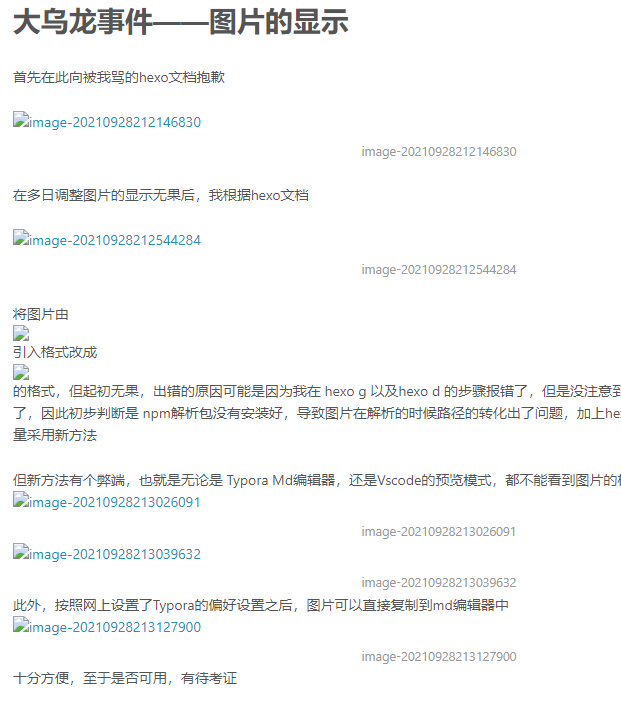 大乌龙事件——图片的显示
首先在此向被我骂的hexo文档抱歉
image-20210928212146830
image-20210928212146830
在多日调整图片的显示无果后，我根据hexo文档
image-20210928212544284
image-20210928212544284
将图片由
引入格式改成
的格式，但起初无果，出错的原因可能是因为我在 hexo g 以及hexo d 的步骤报错了，但是没注意到
了，因此初步判断是 npm解析包没有安装好，导致图片在解析的时候路径的转化出了问题，加上he
量采用新方法
但新方法有个弊端，也就是无论是 Typora Md编辑器，还是Vscode的预览模式，都不能看到图片的
image-20210928213026091
image-20210928213026091
image-20210928213039632
image-20210928213039632
此外，按照网上设置了Typora的偏好设置之后，图片可以直接复制到md编辑器中
image-20210928213127900
image-20210928213127900
十分方便，至于是否可用，有待考证